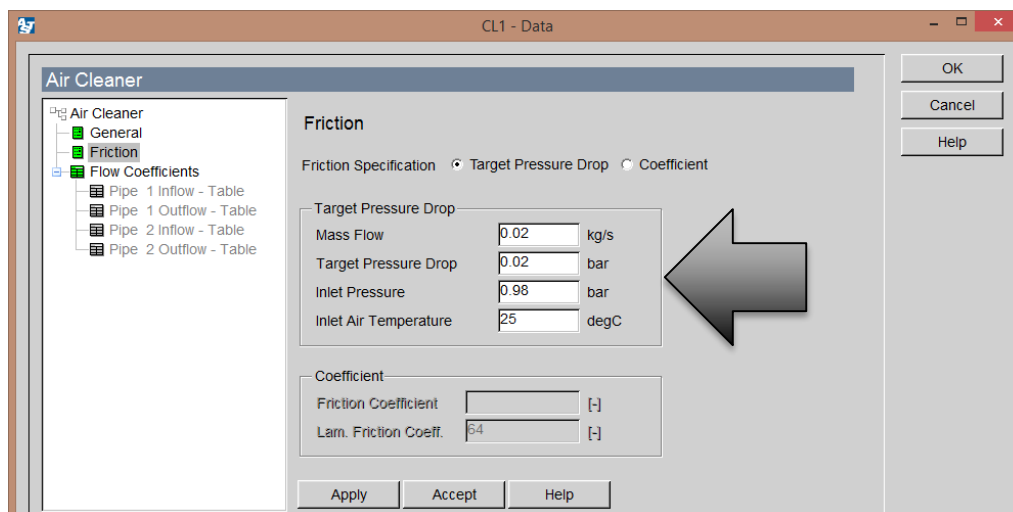 CL1 - Data
Air Cleaner
OK
Cancel
Help
Air Cleaner
General
Friction
Flow Coefficients
Pipe 1 Inflow - Table
Pipe 1 Outflow - Table
Pipe 2 Inflow - Table
Pipe 2 Outflow - Table
Friction
Friction Specification Target Pressure Drop Coefficient
Target Pressure Drop
Mass Flow 0.02 kg/s
Target Pressure Drop 0.02 bar
Inlet Pressure 0.98 bar
Inlet Air Temperature 25 degC
Coefficient
Friction Coefficient [-]
Lam. Friction Coeff. 64 [-]
Apply Accept Help